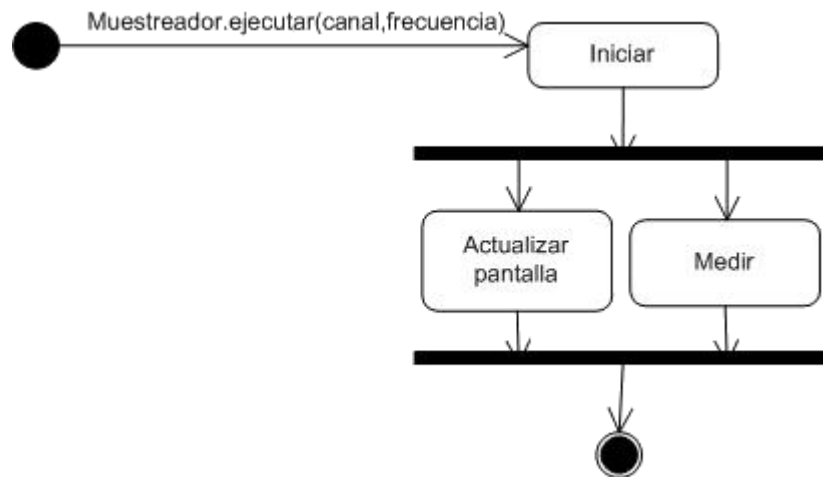 Muestreador.ejecutar(canal,frecuencia)
Iniciar
Actualizar
pantalla
Medir